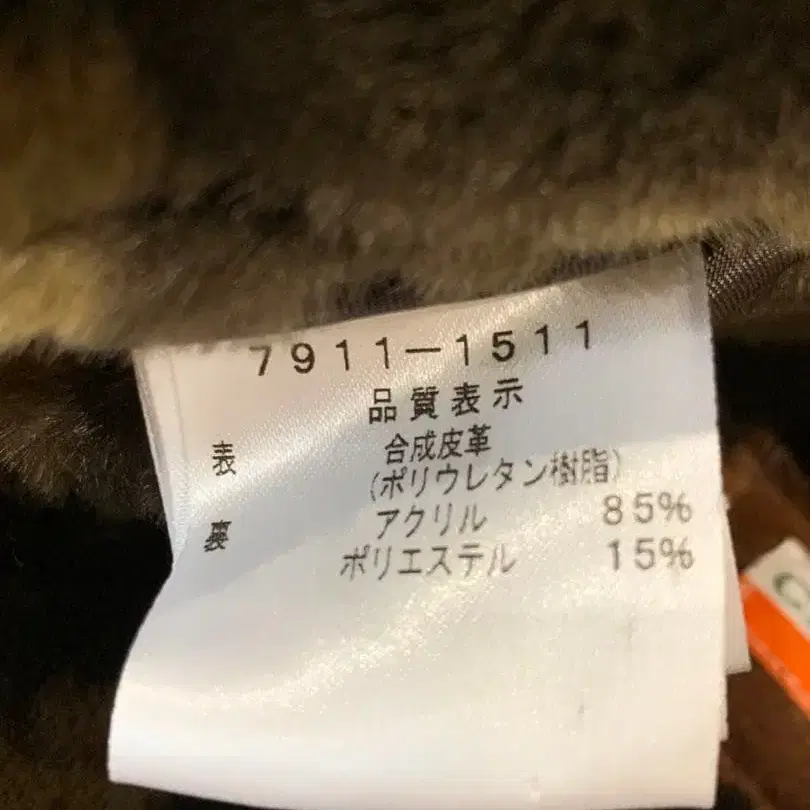 7911-1511
品質表示
表 合成皮革
(ポリウレタン樹脂)
裏 アクリル 85%
ポリエステル 15%